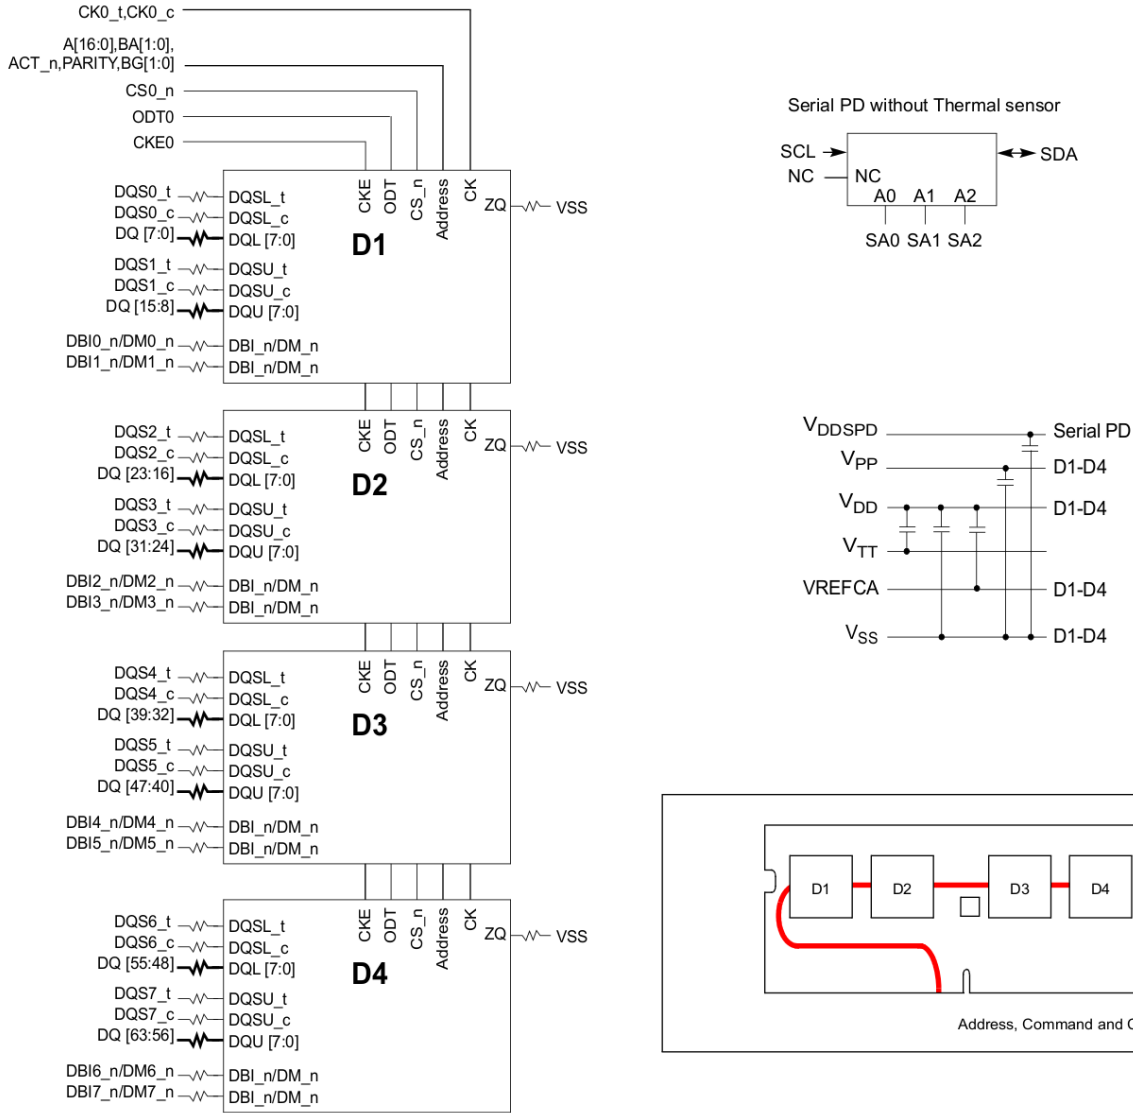 CK0_t,CK0_c
A[16:0],BA[1:0],
ACT_n,PARITY,BG[1:0]
CS0_n
ODT0
CKE0
DQS0_t
DQS0_c
DQ [7:0]
DQS1_t
DQS1_c
DQ [15:8]
DBI0_n/DM0_n
DBI1_n/DM1_n
DQSL_t
DQSL_c
DQL [7:0]
DQSU_t
DQSU_c
DQU [7:0]
DBI_n/DM_n
DBI_n/DM_n
CKE
ODT
CS_n
Address
CK
D1
ZQ
VSS
DQS2_t
DQS2_c
DQ [23:16]
DQS3_t
DQS3_c
DQ [31:24]
DBI2_n/DM2_n
DBI3_n/DM3_n
DQSL_t
DQSL_c
DQL [7:0]
DQSU_t
DQSU_c
DQU [7:0]
DBI_n/DM_n
DBI_n/DM_n
CKE
ODT
CS_n
Address
CK
D2
ZQ
VSS
DQS4_t
DQS4_c
DQ [39:32]
DQS5_t
DQS5_c
DQ [47:40]
DBI4_n/DM4_n
DBI5_n/DM5_n
DQSL_t
DQSL_c
DQL [7:0]
DQSU_t
DQSU_c
DQU [7:0]
DBI_n/DM_n
DBI_n/DM_n
CKE
ODT
CS_n
Address
CK
D3
ZQ
VSS
DQS6_t
DQS6_c
DQ [55:48]
DQS7_t
DQS7_c
DQ [63:56]
DBI6_n/DM6_n
DBI7_n/DM7_n
DQSL_t
DQSL_c
DQL [7:0]
DQSU_t
DQSU_c
DQU [7:0]
DBI_n/DM_n
DBI_n/DM_n
CKE
ODT
CS_n
Address
CK
D4
ZQ
VSS
Serial PD without Thermal sensor
SCL
SDA
NC
NC
A0 A1 A2
SA0 SA1 SA2
VDDSPD
Serial PD
VPP
D1-D4
VDD
D1-D4
VTT
VREFCA
D1-D4
VSS
D1-D4
D1
D2
D3
D4
Address, Command and